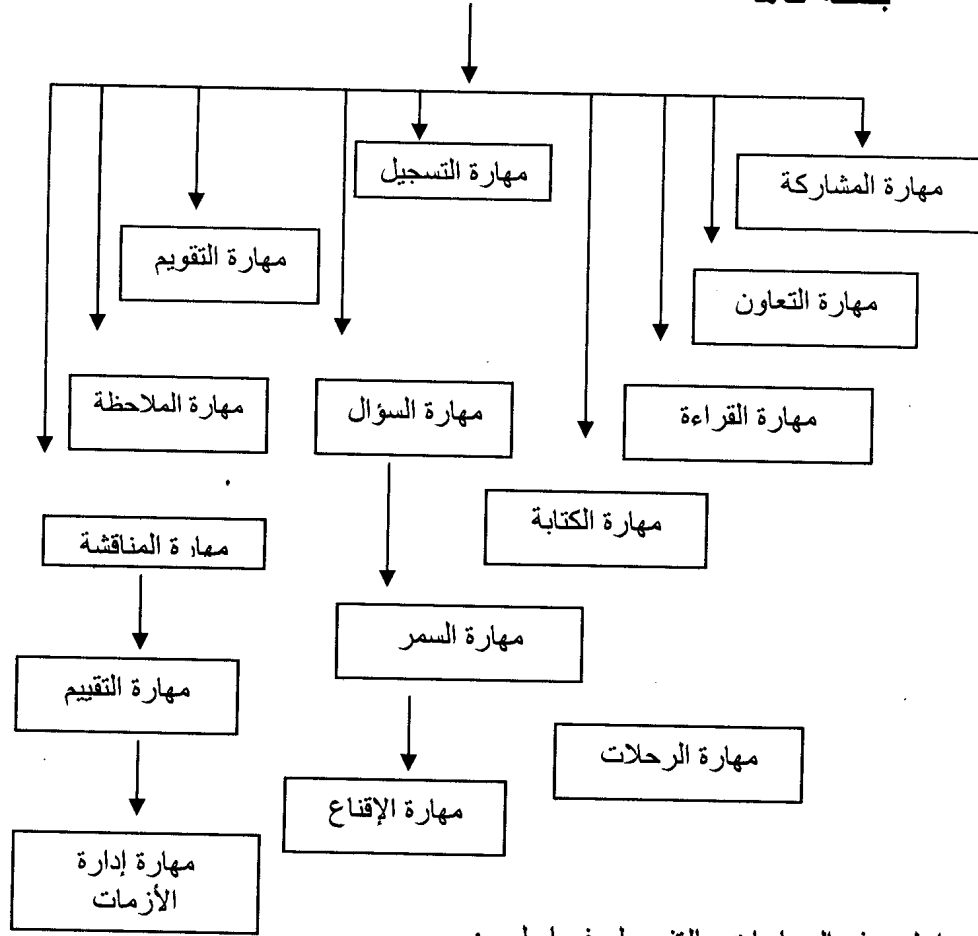 مهارة التسجيل
مهارة المشاركة
مهارة التقويم
مهارة التعاون
مهارة الملاحظة
مهارة السؤال
مهارة القراءة
مهارة الكتابة
مهارة المناقشة
مهارة السمر
مهارة التقييم
مهارة الرحلات
مهارة الإقناع
مهارة إدارة
الأزمات